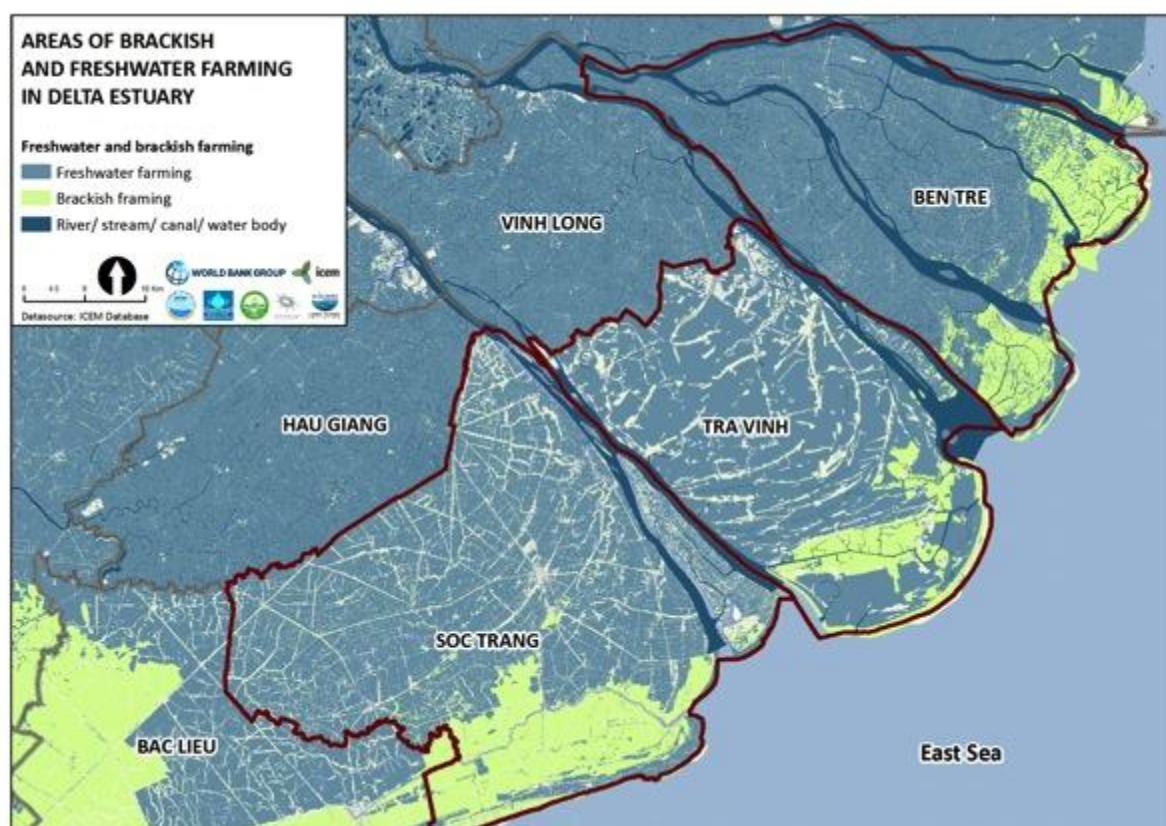 AREAS OF BRACKISH
AND FRESHWATER FARMING
IN DELTA ESTUARY
Freshwater and brackish farming
Freshwater farming
Brackish framing
River/ stream/ canal/ water body
WORLD BANK GROUP
icem
Datasource: ICEM Database
BEN TRE
VINH LONG
HAU GIANG
TRA VINH
SOC TRANG
BAC LIEU
East Sea